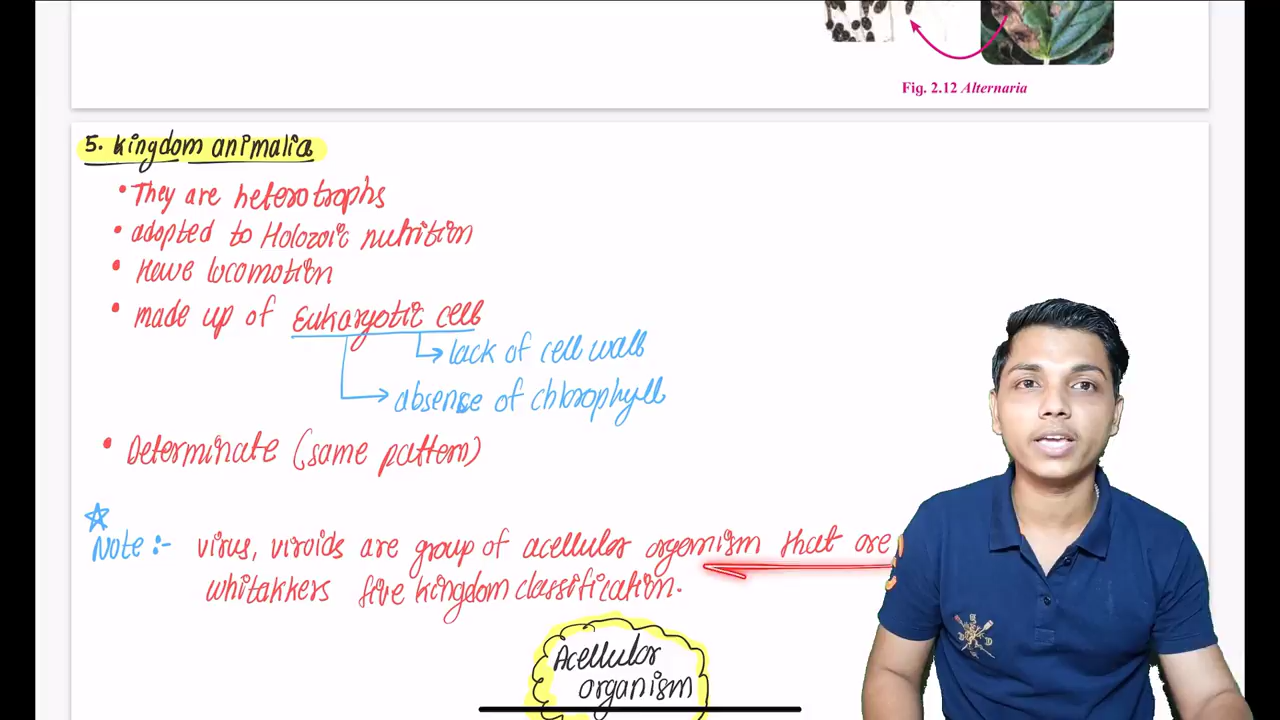 Fig. 2.12 Alternaria
5. Kingdom animalia
• They are heterotrophs
• adopted to Holozoic nutrition
• Have locomotion
• made up of Eukaryotic cell
lack of cell wall
absense of chlorophyll
• Determinate (same pattern)
Note :- virus, viroids are group of acellular orgenism that are
whitakkers five kingdom classification.
Acellular
organism